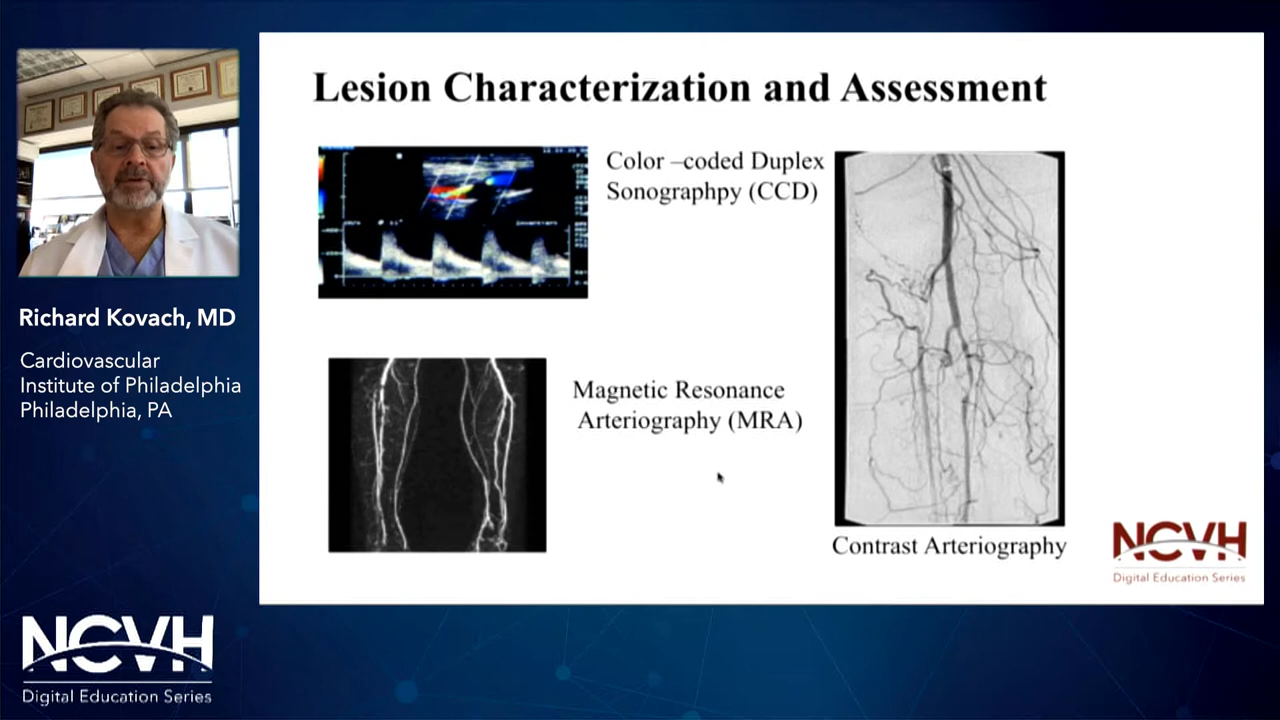 Lesion Characterization and Assessment
Color –coded Duplex
Sonographpy (CCD)
Magnetic Resonance
Arteriography (MRA)
Contrast Arteriography
NCVH
Digital Education Series
Richard Kovach, MD
Cardiovascular
Institute of Philadelphia
Philadelphia, PA
NCVH
Digital Education Series